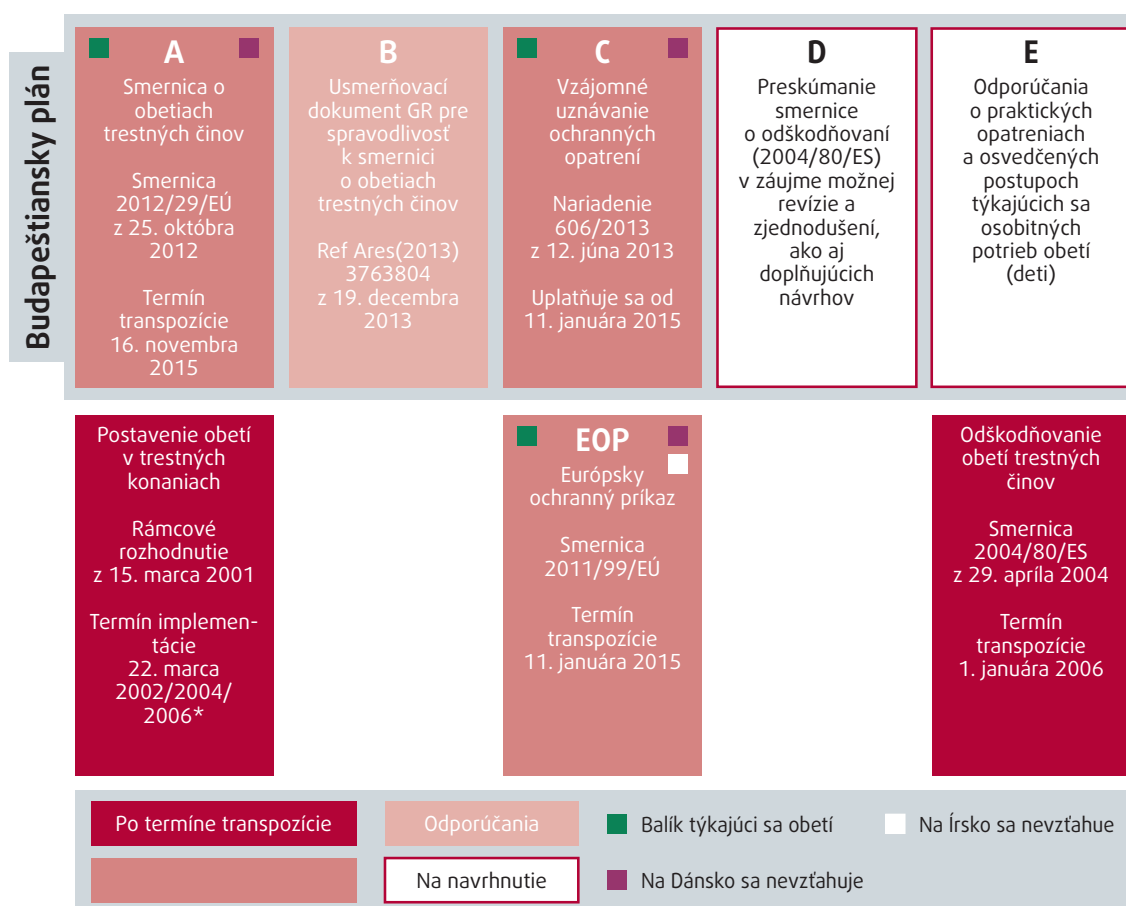 Budapeštiansky plán
A
Smernica o
obetiach
trestných činov
Smernica
2012/29/EÚ
z 25. októbra
2012
Termín
transpozície
16. novembra
2015
B
Usmerňovací
dokument GR pre
spravodlivosť
k smernici
o obetiach
trestných činov
Ref Ares(2013)
3763804
z 19. decembra
2013
C
Vzájomné
uznávanie
ochranných
opatrení
Nariadenie
606/2013
z 12. júna 2013
Uplatňuje sa od
11. januára 2015
D
Preskúmanie
smernice
o odškodňovaní
(2004/80/ES)
v záujme možnej
revízie a
zjednodušení,
ako aj
doplňujúcich
návrhov
E
Odporúčania
o praktických
opatreniach
a osvedčených
postupoch
týkajúcich sa
osobitných
potrieb obetí
(deti)
Postavenie obetí
v trestných
konaniach
Rámcové
rozhodnutie
z 15. marca 2001
Termín implemen-
tácie
22. marca
2002/2004/
2006*
EOP
Európsky
ochranný príkaz
Smernica
2011/99/EÚ
Termín
transpozície
11. januára 2015
Odškodňovanie
obetí trestných
činov
Smernica
2004/80/ES
z 29. apríla 2004
Termín
transpozície
1. januára 2006
Po termíne transpozície
Odporúčania
Balík týkajúci sa obetí
Na Írsko sa nevzťahue
Na navrhnutie
Na Dánsko sa nevzťahuje